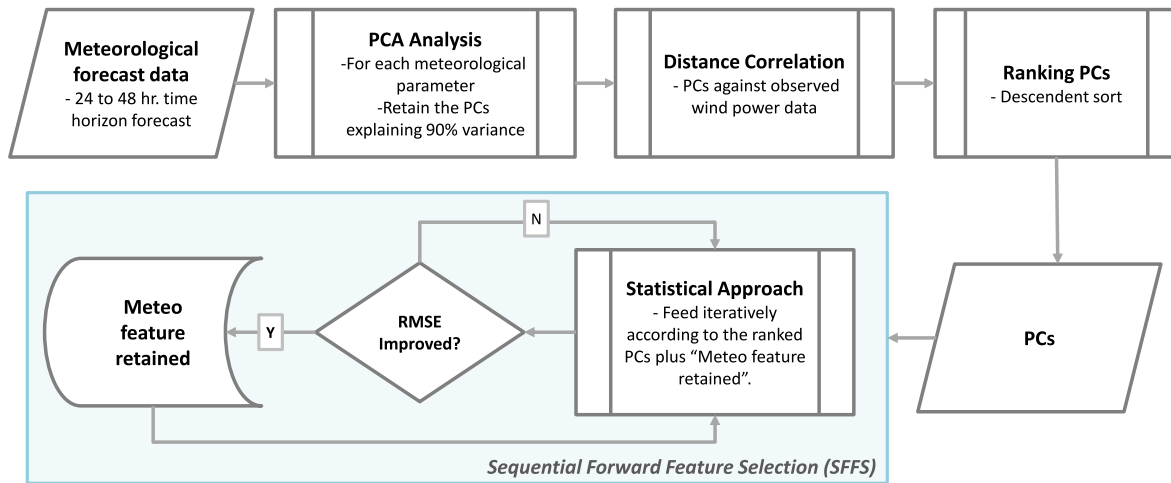 Meteorological
forecast data
- 24 to 48 hr. time
horizon forecast
PCA Analysis
-For each meteorological
parameter
-Retain the PCs
explaining 90% variance
Distance Correlation
- PCs against observed
wind power data
Ranking PCs
- Descendent sort
PCs
Statistical Approach
- Feed iteratively
according to the ranked
PCs plus “Meteo feature
retained”.
RMSE
Improved?
N
Y
Meteo
feature
retained
Sequential Forward Feature Selection (SFFS)